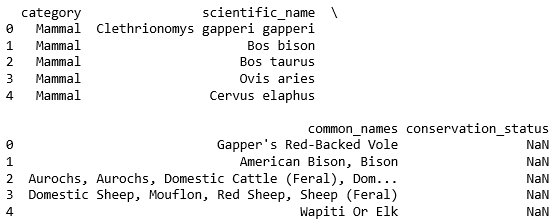 category scientific_name \
0 Mammal Clethrionomys gapperi gapperi
1 Mammal Bos bison
2 Mammal Bos taurus
3 Mammal Ovis aries
4 Mammal Cervus elaphus
common_names conservation_status
0 Gapper's Red-Backed Vole NaN
1 American Bison, Bison NaN
2 Aurochs, Aurochs, Domestic Cattle (Feral), Dom... NaN
3 Domestic Sheep, Mouflon, Red Sheep, Sheep (Feral) NaN
4 Wapiti Or Elk NaN